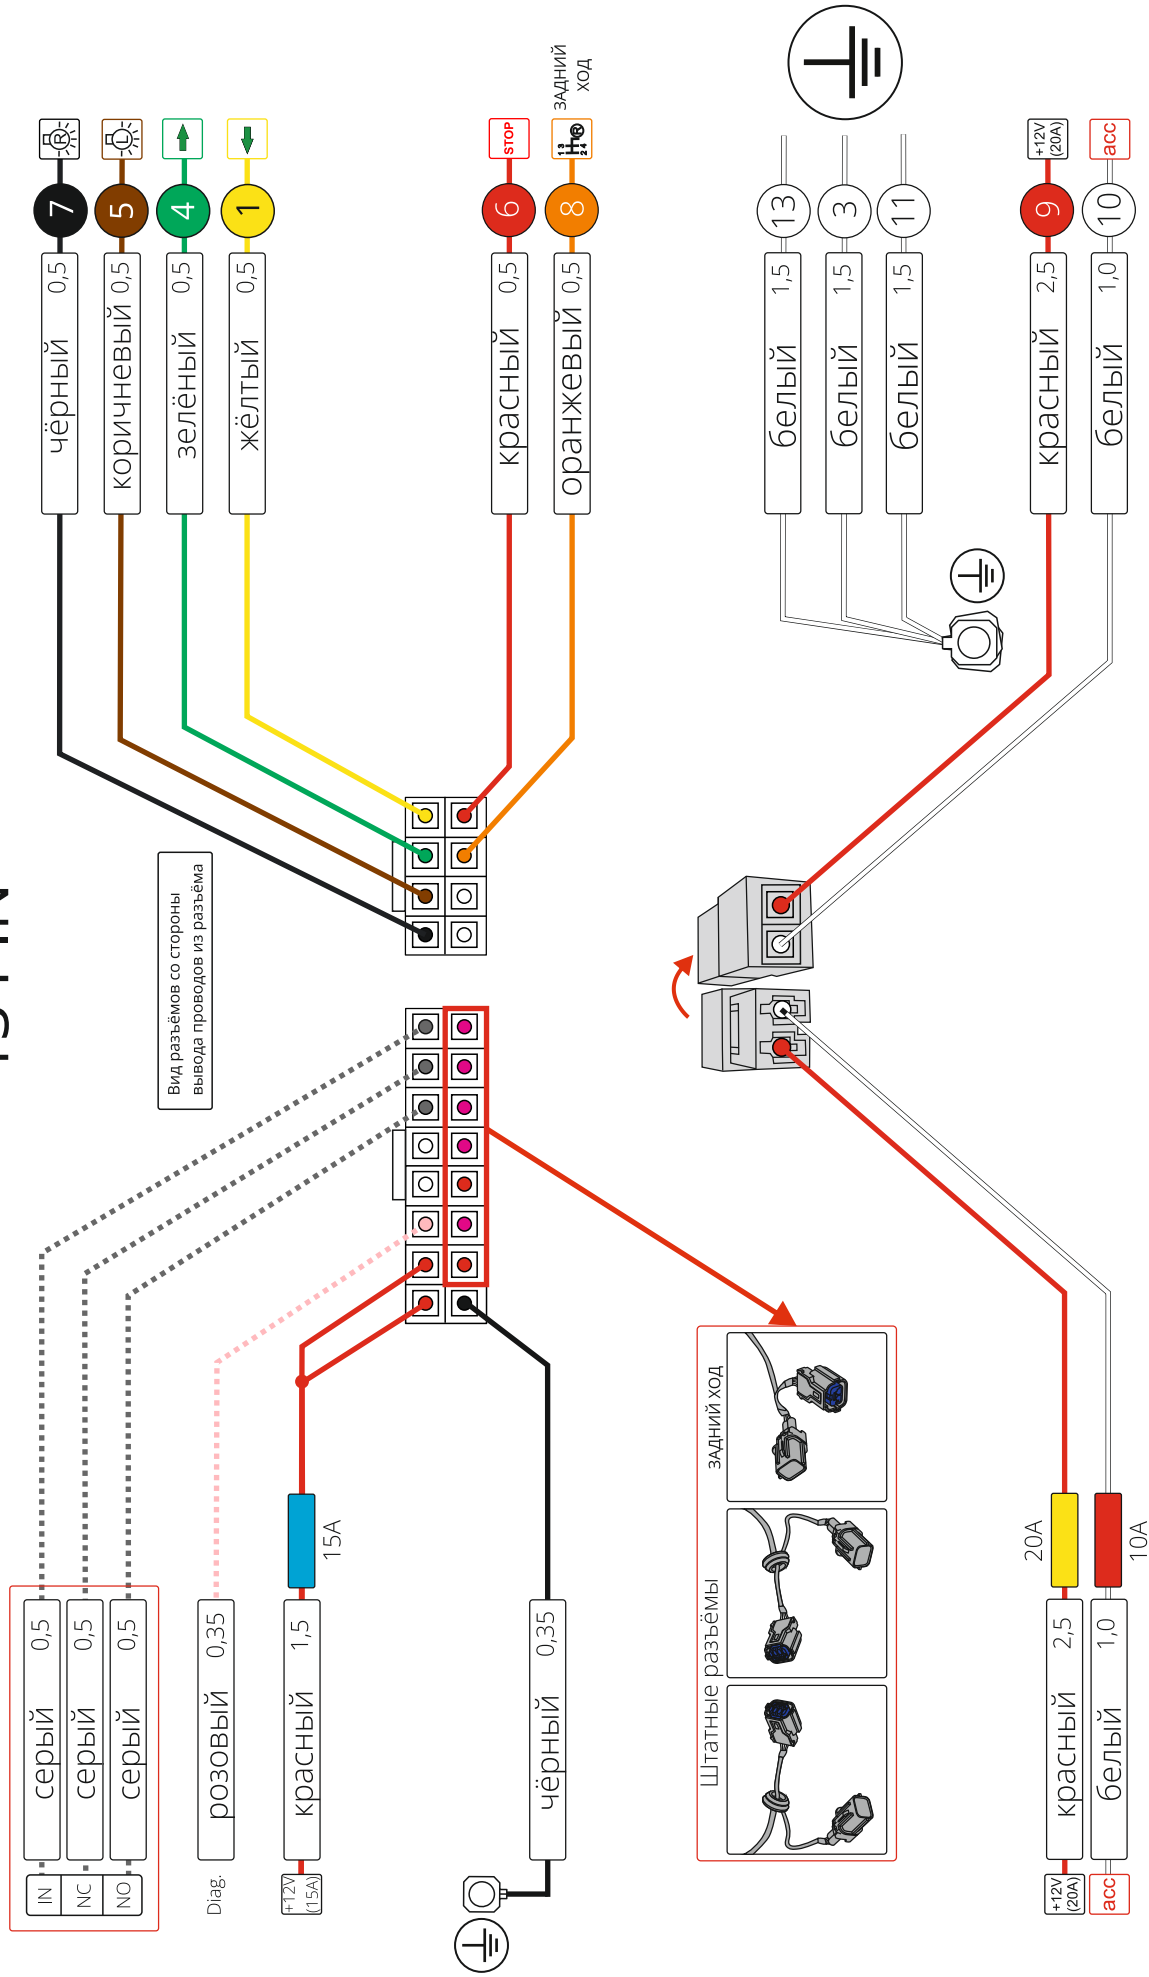 7
чёрный 0,5
5
коричневый 0,5
4
зелёный 0,5
1
жёлтый 0,5
STOP
6
красный 0,5
ЗАДНИЙ
ХОД
1 3
2 4
R
8
оранжевый 0,5
13
белый 1,5
3
белый 1,5
11
белый 1,5
+12V
(20A)
9
красный 2,5
acc
10
белый 1,0
R
L
Вид разъёмов со стороны
вывода проводов из разъёма
IN
серый 0,5
NC
серый 0,5
NO
серый 0,5
Diag.
розовый 0,35
+12V
(15A)
красный 1,5
15A
чёрный 0,35
Штатные разъёмы
ЗАДНИЙ ХОД
+12V
(20A)
красный 2,5
20A
acc
белый 1,0
10A